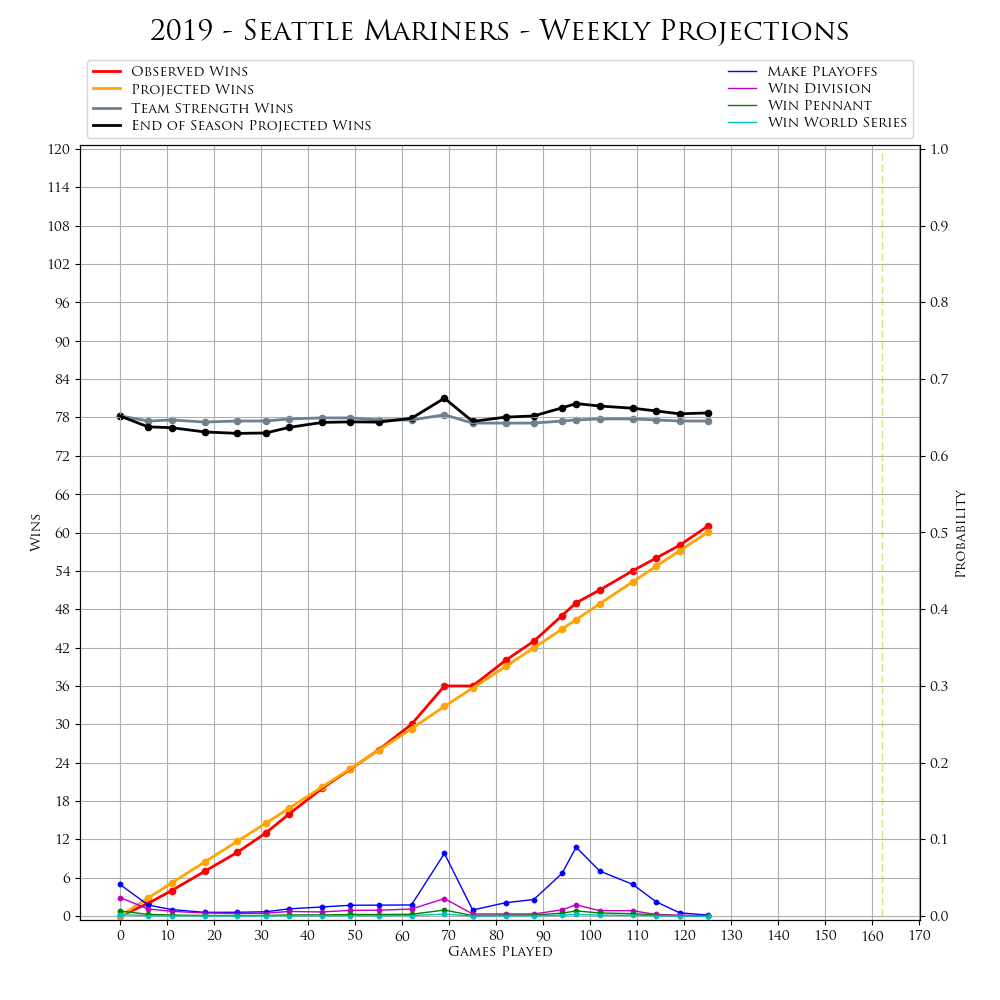 2019 - Seattle Mariners - Weekly Projections
Observed Wins
Projected Wins
Team Strength Wins
End of Season Projected Wins
Make Playoffs
Win Division
Win Pennant
Win World Series
120
114
108
102
96
90
84
78
72
66
60
54
48
42
36
30
24
18
12
6
0
Wins
1.0
0.9
0.8
0.7
0.6
0.5
0.4
0.3
0.2
0.1
0.0
Probability
0 10 20 30 40 50 60 70 80 90 100 110 120 130 140 150 160 170
Games Played